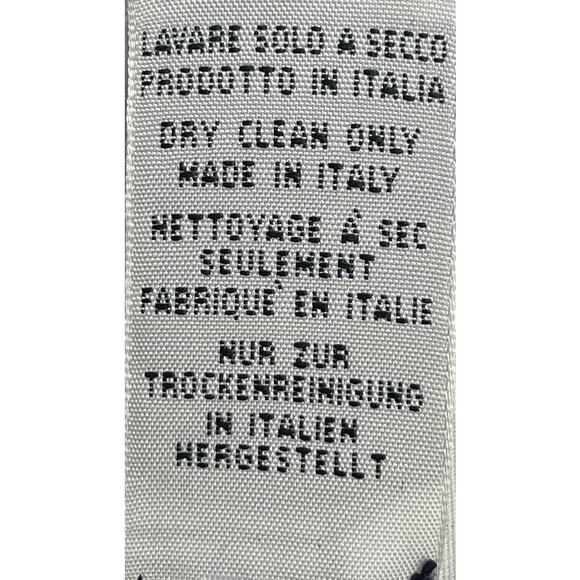 LAVARE SOLO A SECCO
PRODOTTO IN ITALIA
DRY CLEAN ONLY
MADE IN ITALY
NETTOYAGE Á SEC
SEULEMENT
FABRIQUÉ EN ITALIE
NUR ZUR
TROCKENREINIGUNG
IN ITALIEN
HERGESTELLT